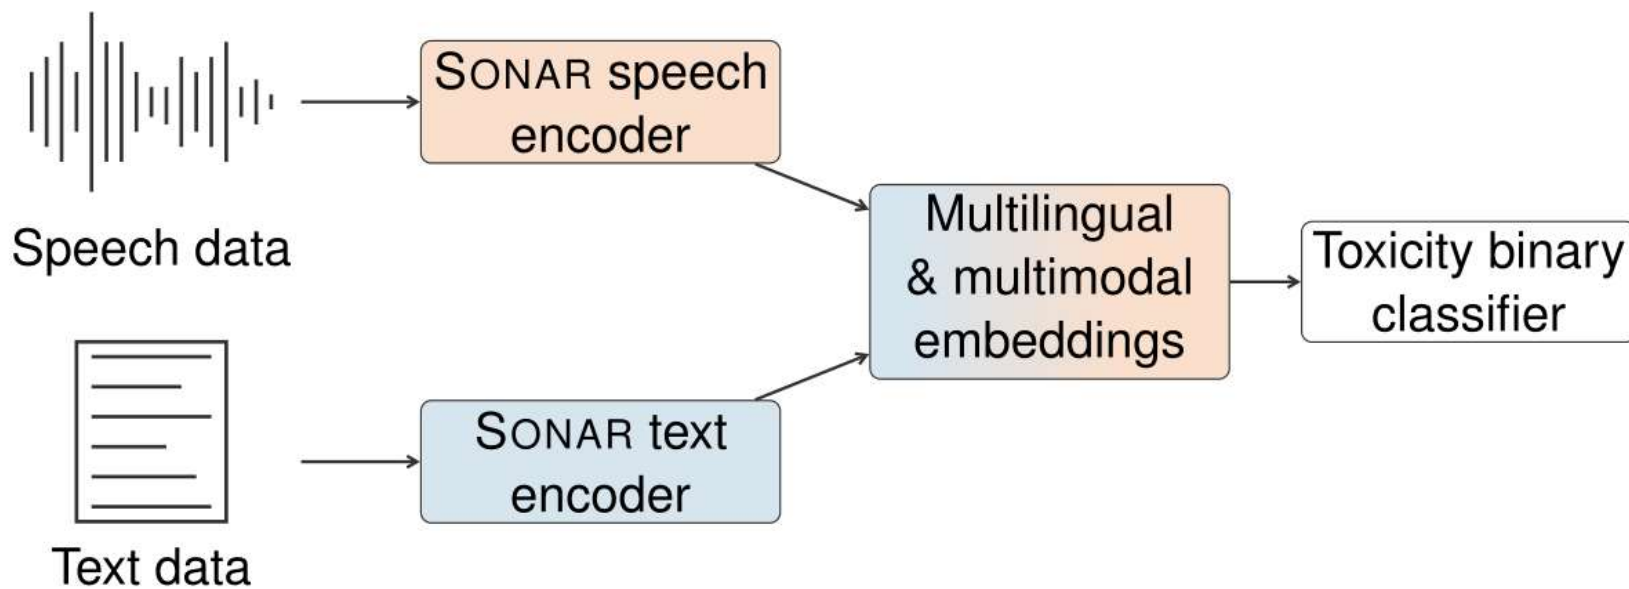 SONAR speech
encoder
Speech data
Multilingual
& multimodal
embeddings
Toxicity binary
classifier
SONAR text
encoder
Text data